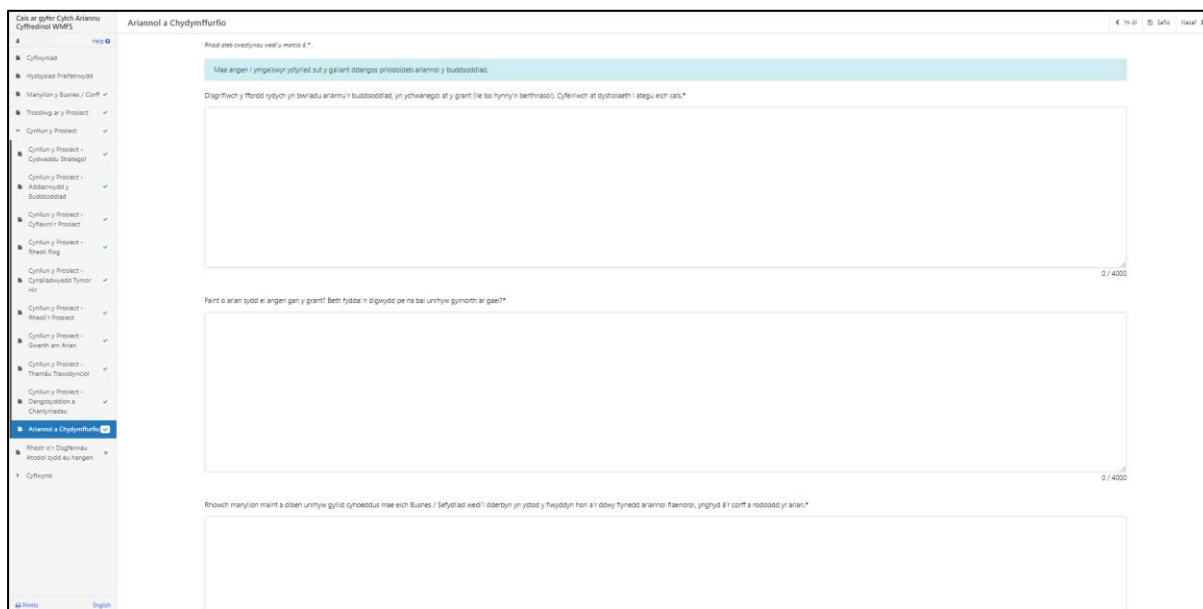 Cais ar gyfer Cylch Ariannu
Cyffredinol WMFS
Help
Cyflwyniad
Hysbysiad Preifatrwydd
Manylion y Busnes / Corff
Trosolwg ar y Prosiect
Cynllun y Prosiect
Cynllun y Prosiect -
Cydweddu Strategol
Cynllun y Prosiect -
Addasrwydd y
Buddsoddiad
Cynllun y Prosiect -
Cyflawni'r Prosiect
Cynllun y Prosiect -
Rheoli Risg
Cynllun y Prosiect -
Cynaliadwyedd Tymor
Hir
Cynllun y Prosiect -
Rheoli'r Prosiect
Cynllun y Prosiect -
Gwerth am Arian
Cynllun y Prosiect -
Themâu Trawsbynciol
Cynllun y Prosiect -
Dangosyddion a
Chanlyniadau
Ariannol a Chydymffurfio
Rhestr o'r Dogfennau
Atodol sydd eu hangen
Cyflwyno
Printio
English
Ariannol a Chydymffurfio
Yn ôl
Safio
Nesaf
Rhaid ateb cwestiynau wedi'u marcio â * .
Mae angen i ymgeiswyr ystyried sut y gallant ddangos priodoldeb ariannol y buddsoddiad.
Disgrifiwch y ffordd rydych yn bwriadu ariannu'r buddsoddiad, yn ychwanegol at y grant (lle bo hynny'n berthnasol). Cyfeiriwch at dystiolaeth i ategu eich cais.*
0 / 4000
Faint o arian sydd ei angen gan y grant? Beth fyddai'n digwydd pe na bai unrhyw gymorth ar gael?*
0 / 4000
Rhowch manylion maint a diben unrhyw gyllid cyhoeddus mae eich Busnes / Sefydliad wedi'i dderbyn yn ystod y flwyddyn hon a'r ddwy flynedd ariannol flaenorol, ynghyd â'r corff a roddodd yr arian.*